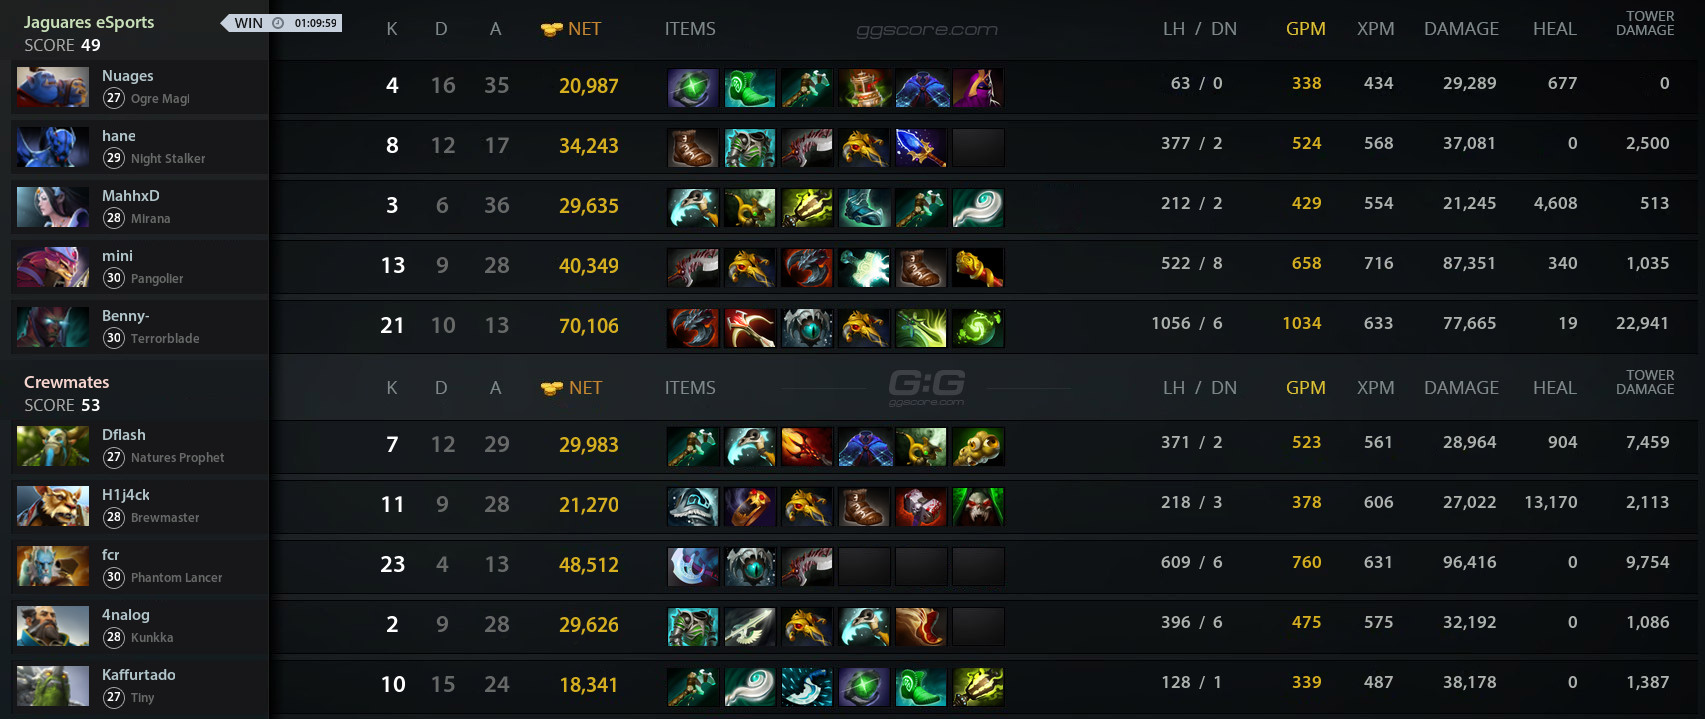 Jaguares eSports WIN 01:09:59 K D A NET ITEMS ggscore.com LH / DN GPM XPM DAMAGE HEAL TOWER DAMAGE
SCORE 49
Nuages 27 Ogre Magi 4 16 35 20,987 63 / 0 338 434 29,289 677 0
hane 29 Night Stalker 8 12 17 34,243 377 / 2 524 568 37,081 0 2,500
MahhxD 28 Mirana 3 6 36 29,635 212 / 2 429 554 21,245 4,608 513
mini 30 Pangolier 13 9 28 40,349 522 / 8 658 716 87,351 340 1,035
Benny- 30 Terrorblade 21 10 13 70,106 1056 / 6 1034 633 77,665 19 22,941
Crewmates K D A NET ITEMS G:G ggscore.com LH / DN GPM XPM DAMAGE HEAL TOWER DAMAGE
SCORE 53
Dflash 27 Natures Prophet 7 12 29 29,983 371 / 2 523 561 28,964 904 7,459
H1j4ck 28 Brewmaster 11 9 28 21,270 218 / 3 378 606 27,022 13,170 2,113
fcr 30 Phantom Lancer 23 4 13 48,512 609 / 6 760 631 96,416 0 9,754
4nalog 28 Kunkka 2 9 28 29,626 396 / 6 475 575 32,192 0 1,086
Kaffurtado 27 Tiny 10 15 24 18,341 128 / 1 339 487 38,178 0 1,387